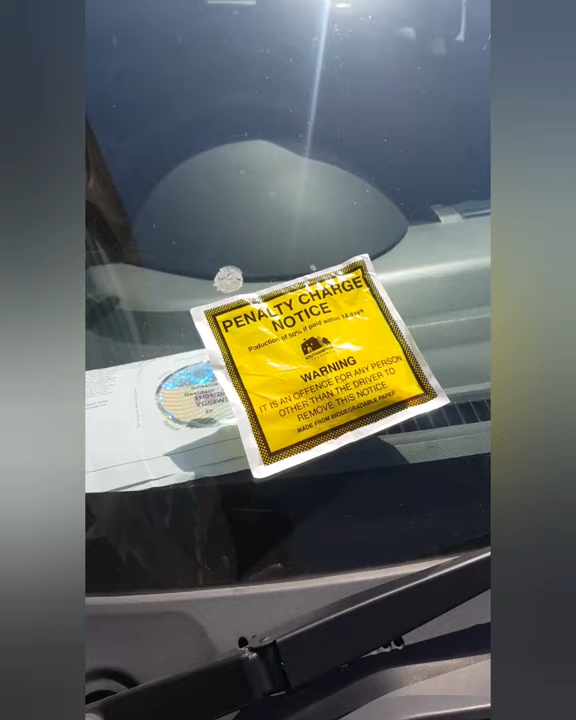 PENALTY CHARGE
NOTICE
Reduction of 50% if paid within 14 days
WARNING
IT IS AN OFFENCE FOR ANY PERSON
OTHER THAN THE DRIVER TO
REMOVE THIS NOTICE
MADE FROM BIODEGRADABLE PAPER
Resident